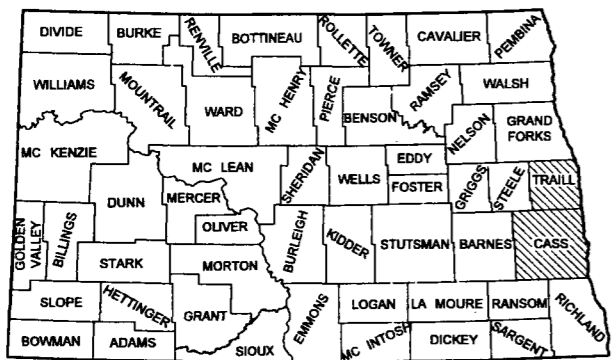 DIVIDE
BURKE
RENVILLE
BOTTINEAU
ROLLETTE
TOWNER
CAVALIER
PEMBINA
WILLIAMS
MOUNTRAIL
WARD
MC HENRY
PIERCE
BENSON
RAMSEY
WALSH
NELSON
GRAND
FORKS
MC KENZIE
DUNN
MC LEAN
MERCER
OLIVER
SHERIDAN
WELLS
EDDY
FOSTER
GRIGGS
STEELE
TRAILL
GOLDEN
VALLEY
BILLINGS
STARK
MORTON
BURLEIGH
KIDDER
STUTSMAN
BARNES
CASS
SLOPE
HETTINGER
GRANT
EMMONS
LOGAN
LA MOURE
RANSOM
RICHLAND
BOWMAN
ADAMS
SIOUX
MC INTOSH
DICKEY
SARGENT